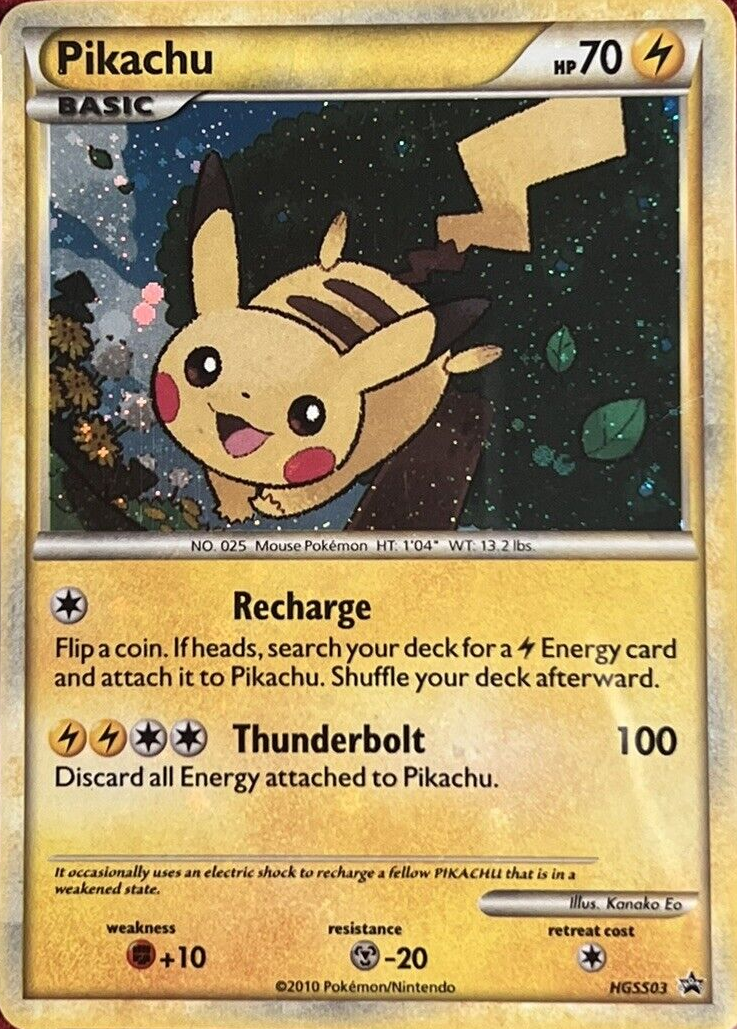 Pikachu HP 70
BASIC
NO. 025 Mouse Pokémon HT: 1'04" WT: 13.2 lbs.
Recharge
Flip a coin. If heads, search your deck for a Energy card
and attach it to Pikachu. Shuffle your deck afterward.
Thunderbolt 100
Discard all Energy attached to Pikachu.
It occasionally uses an electric shock to recharge a fellow PIKACHU that is in a
weakened state.
Illus. Kanako Eo
weakness resistance retreat cost
+10 -20
©2010 Pokémon/Nintendo HGSS03